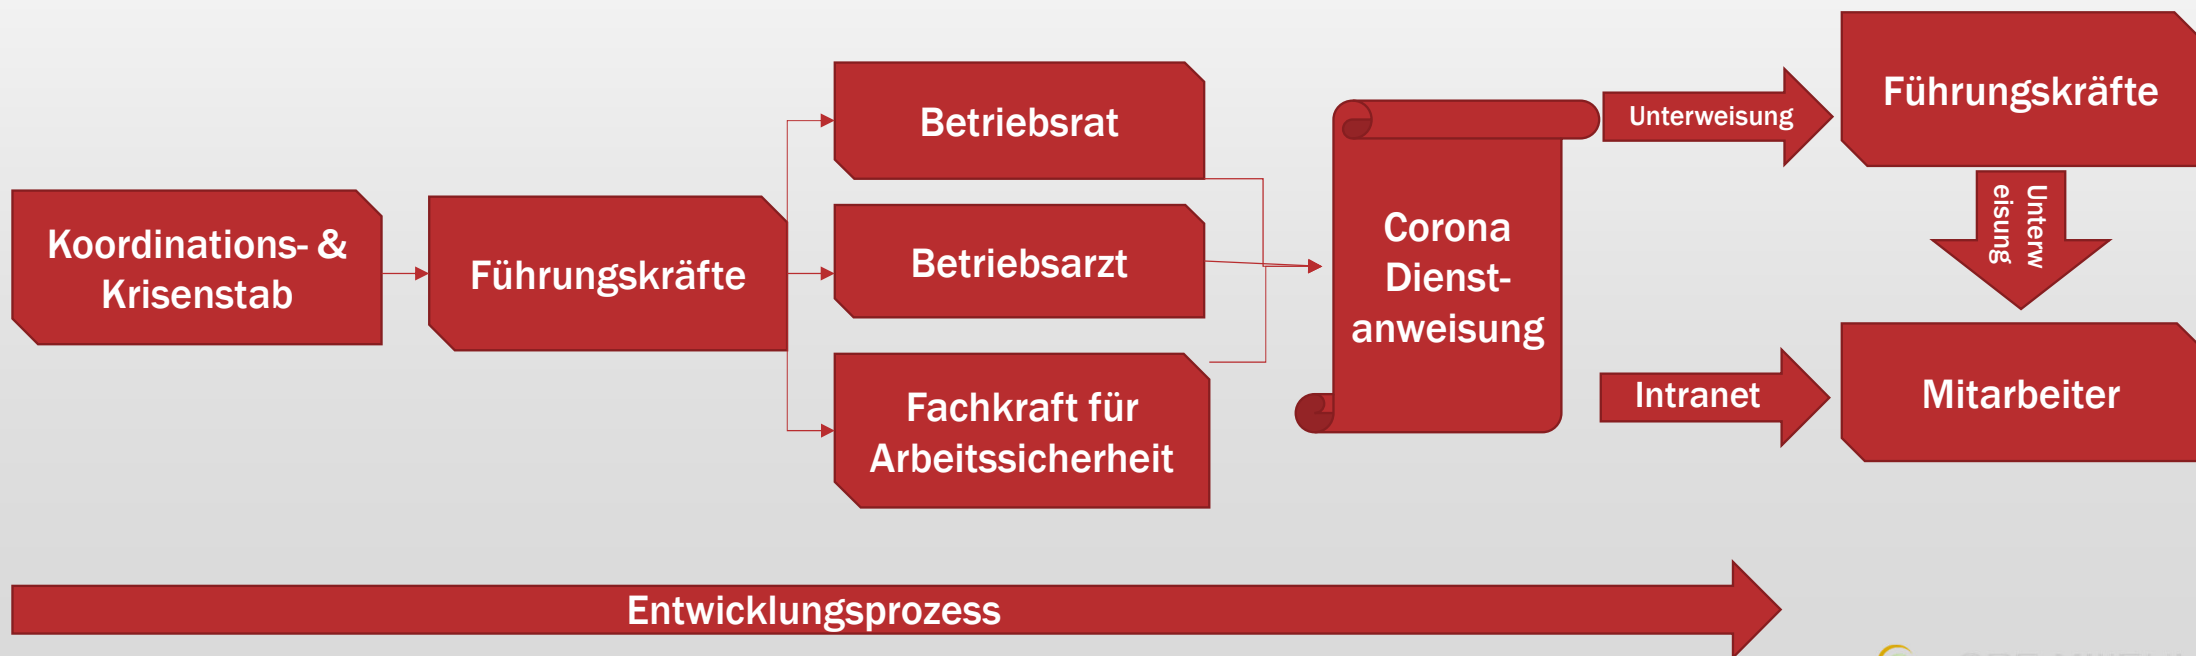 Koordinations- &
Krisenstab
Führungskräfte
Betriebsrat
Betriebsarzt
Fachkraft für
Arbeitssicherheit
Corona
Dienst-
anweisung
Unterweisung
Führungskräfte
Unterw
eisung
Intranet
Mitarbeiter
Entwicklungsprozess